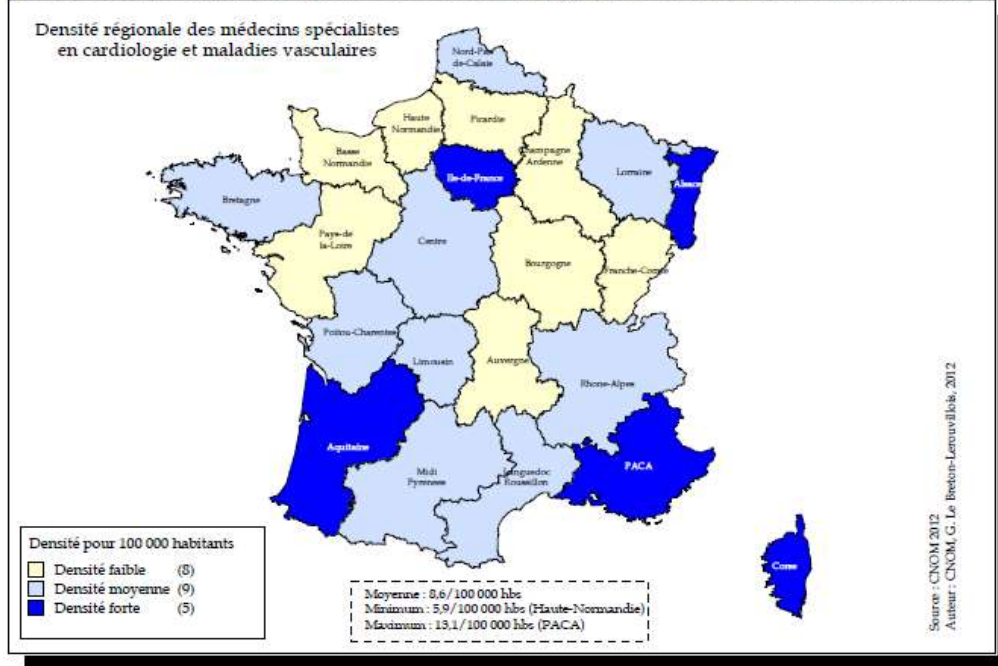 Densité régionale des médecins spécialistes
en cardiologie et maladies vasculaires
Nord-Pas
de-Calais
Haute
Normandie
Picardie
Basse
Normandie
Champagne
Ardenne
Ile-de-France
Lorraine
Alsace
Bretagne
Pays-de
la-Loire
Centre
Bourgogne
Franche-Comté
Poitou-Charentes
Limousin
Auvergne
Rhone-Alpes
Aquitaine
Midi
Pyrenees
Languedoc
Roussillon
PACA
Corse
Densité pour 100 000 habitants
Densité faible (8)
Densité moyenne (9)
Densité forte (5)
Moyenne : 8,6/100 000 hbs
Minimum : 5,9/100 000 hbs (Haute-Normandie)
Maximum : 13,1/100 000 hbs (PACA)
Source : CNOM 2012
Auteur : CNOM, G. Le Breton-Lerouvillois, 2012